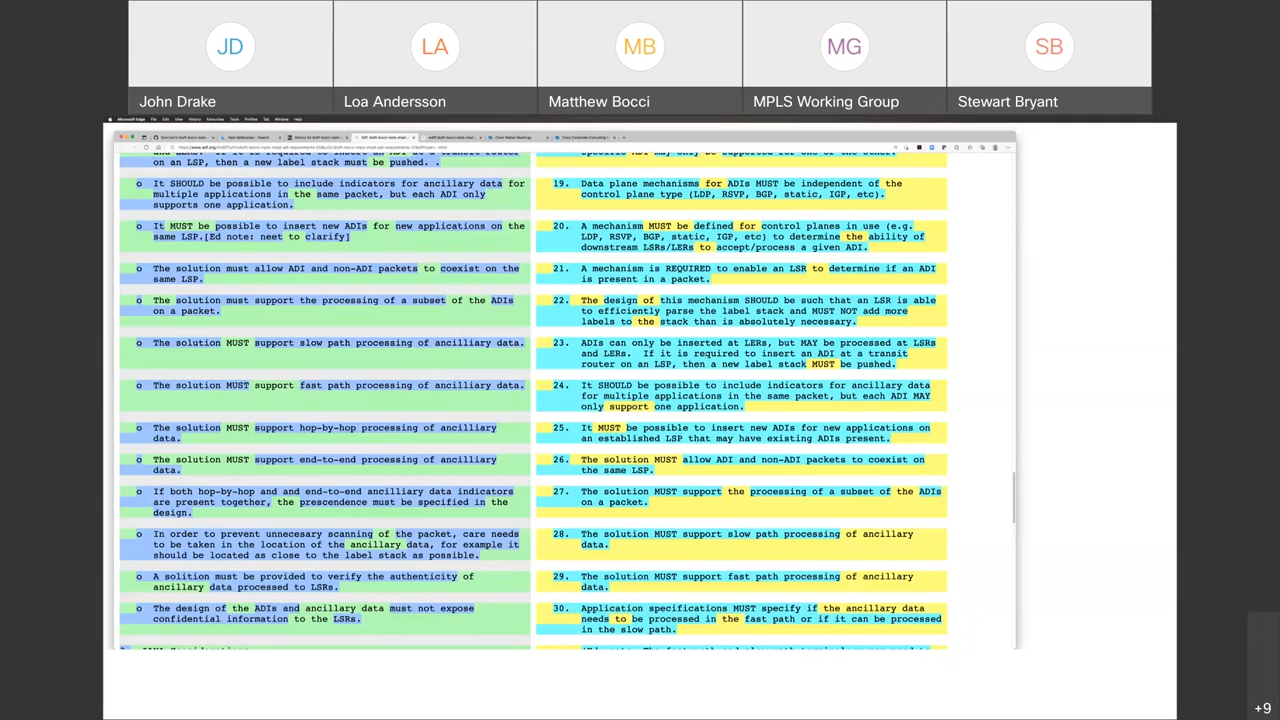 JD
LA
MB
MG
SB
John Drake
Loa Andersson
Matthew Bocci
MPLS Working Group
Stewart Bryant
Microsoft Edge File Edit View History Favourites Tools Profiles Tab Window Help
on an LSP, then a new label stack must be pushed. .
o It SHOULD be possible to include indicators for ancillary data for
multiple applications in the same packet, but each ADI only
supports one application.
o It MUST be possible to insert new ADIs for new applications on the
same LSP.[Ed note: neet to clarify]
o The solution must allow ADI and non-ADI packets to coexist on the
same LSP.
o The solution must support the processing of a subset of the ADIs
on a packet.
o The solution MUST support slow path processing of ancilliary data.
o The solution MUST support fast path processing of ancilliary data.
o The solution MUST support hop-by-hop processing of ancilliary
data.
o The solution MUST support end-to-end processing of ancilliary
data.
o If both hop-by-hop and and end-to-end ancilliary data indicators
are present together, the prescendence must be specified in the
design.
o In order to prevent unnecesary scanning of the packet, care needs
to be taken in the location of the ancillary data, for example it
should be located as close to the label stack as possible.
o A solition must be provided to verify the authenticity of
ancillary data processed to LSRs.
o The design of the ADIs and ancillary data must not expose
confidential information to the LSRs.
19. Data plane mechanisms for ADIs MUST be independent of the
control plane type (LDP, RSVP, BGP, static, IGP, etc).
20. A mechanism MUST be defined for control planes in use (e.g.
LDP, RSVP, BGP, static, IGP, etc) to determine the ability of
downstream LSRs/LERs to accept/process a given ADI.
21. A mechanism is REQUIRED to enable an LSR to determine if an ADI
is present in a packet.
22. The design of this mechanism SHOULD be such that an LSR is able
to efficiently parse the label stack and MUST NOT add more
labels to the stack than is absolutely necessary.
23. ADIs can only be inserted at LERs, but MAY be processed at LSRs
and LERs. If it is required to insert an ADI at a transit
router on an LSP, then a new label stack MUST be pushed.
24. It SHOULD be possible to include indicators for ancillary data
for multiple applications in the same packet, but each ADI MAY
only support one application.
25. It MUST be possible to insert new ADIs for new applications on
an established LSP that may have existing ADIs present.
26. The solution MUST allow ADI and non-ADI packets to coexist on
the same LSP.
27. The solution MUST support the processing of a subset of the ADIs
on a packet.
28. The solution MUST support slow path processing of ancillary
data.
29. The solution MUST support fast path processing of ancillary
data.
30. Application specifications MUST specify if the ancillary data
needs to be processed in the fast path or if it can be processed
in the slow path.
+9